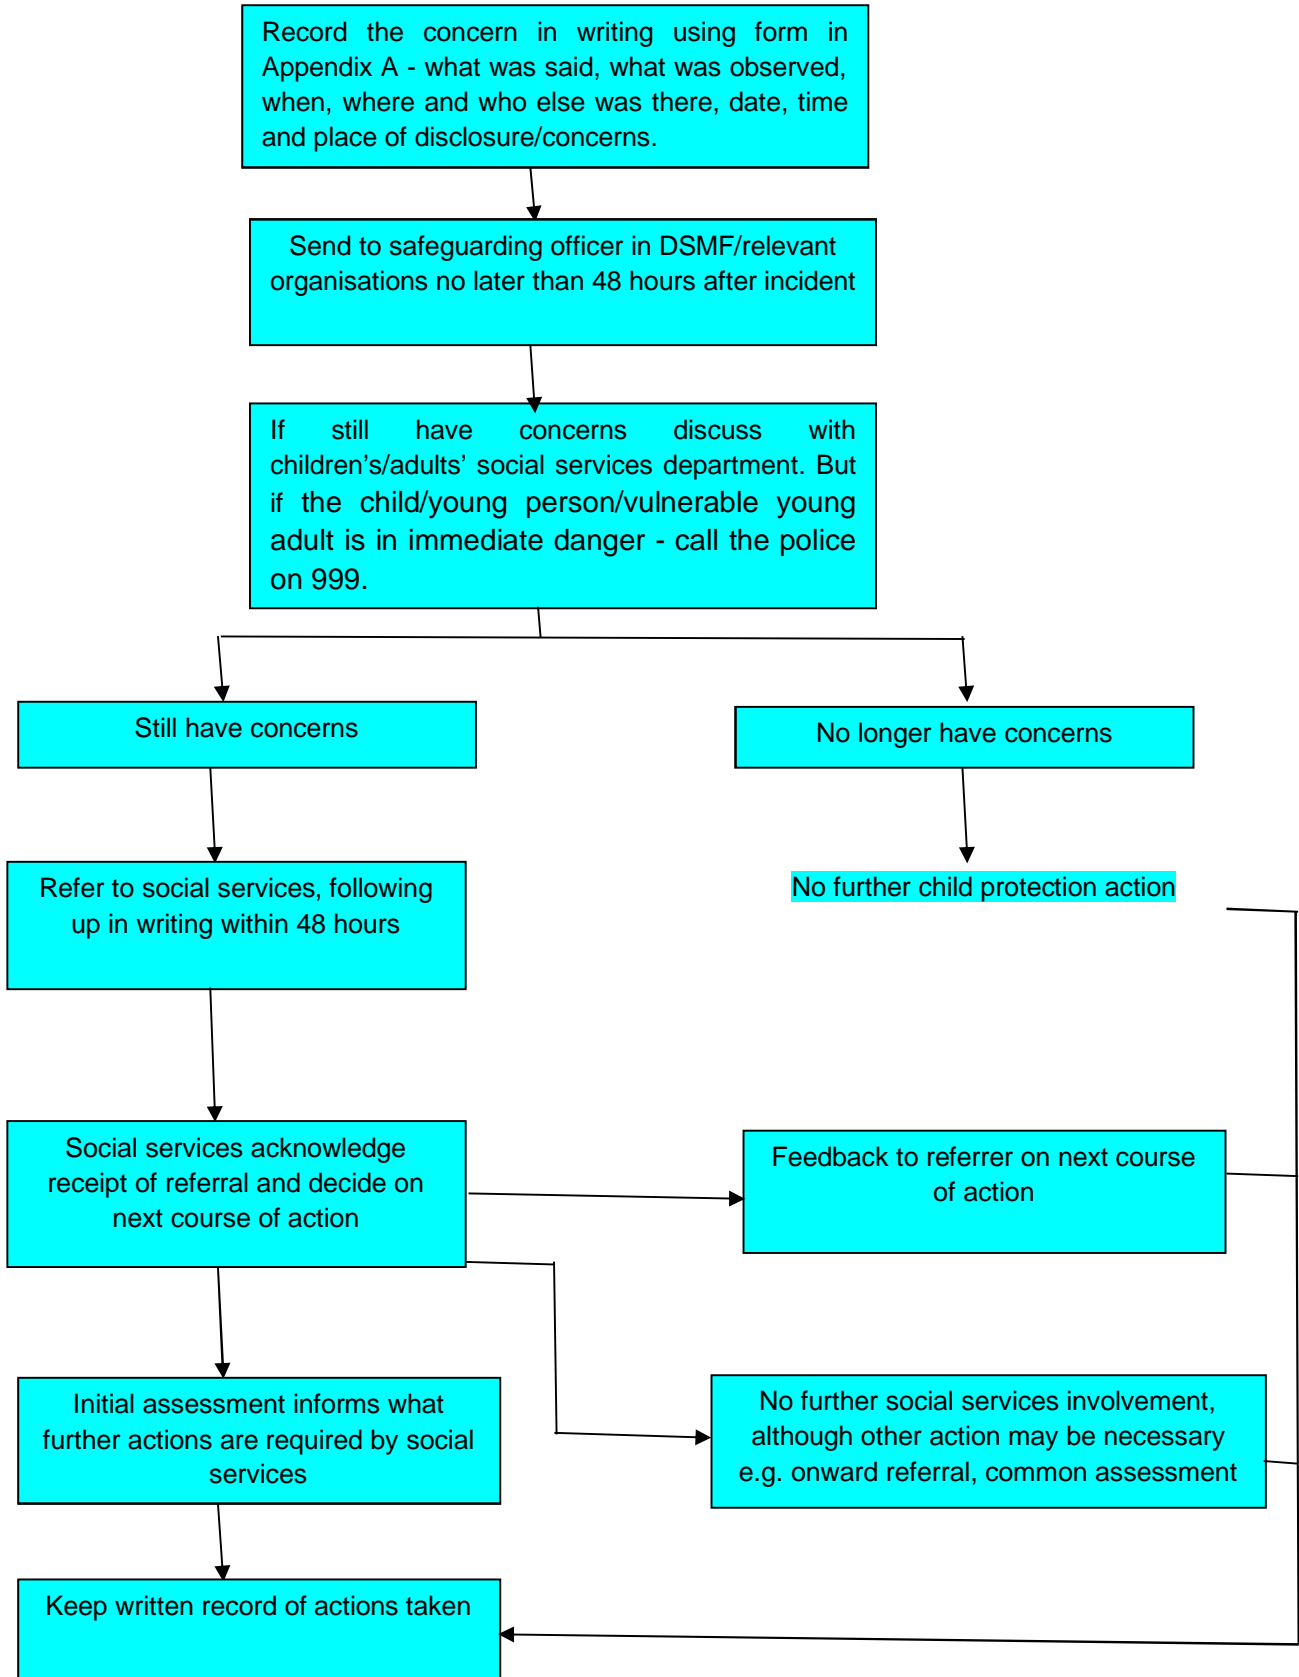 Record the concern in writing using form in
Appendix A - what was said, what was observed,
when, where and who else was there, date, time
and place of disclosure/concerns.
Send to safeguarding officer in DSMF/relevant
organisations no later than 48 hours after incident
If still have concerns discuss with
children's/adults' social services department. But
if the child/young person/vulnerable young
adult is in immediate danger - call the police
on 999.
Still have concerns
No longer have concerns
Refer to social services, following
up in writing within 48 hours
No further child protection action
Social services acknowledge
receipt of referral and decide on
next course of action
Feedback to referrer on next course
of action
Initial assessment informs what
further actions are required by social
services
No further social services involvement,
although other action may be necessary
e.g. onward referral, common assessment
Keep written record of actions taken